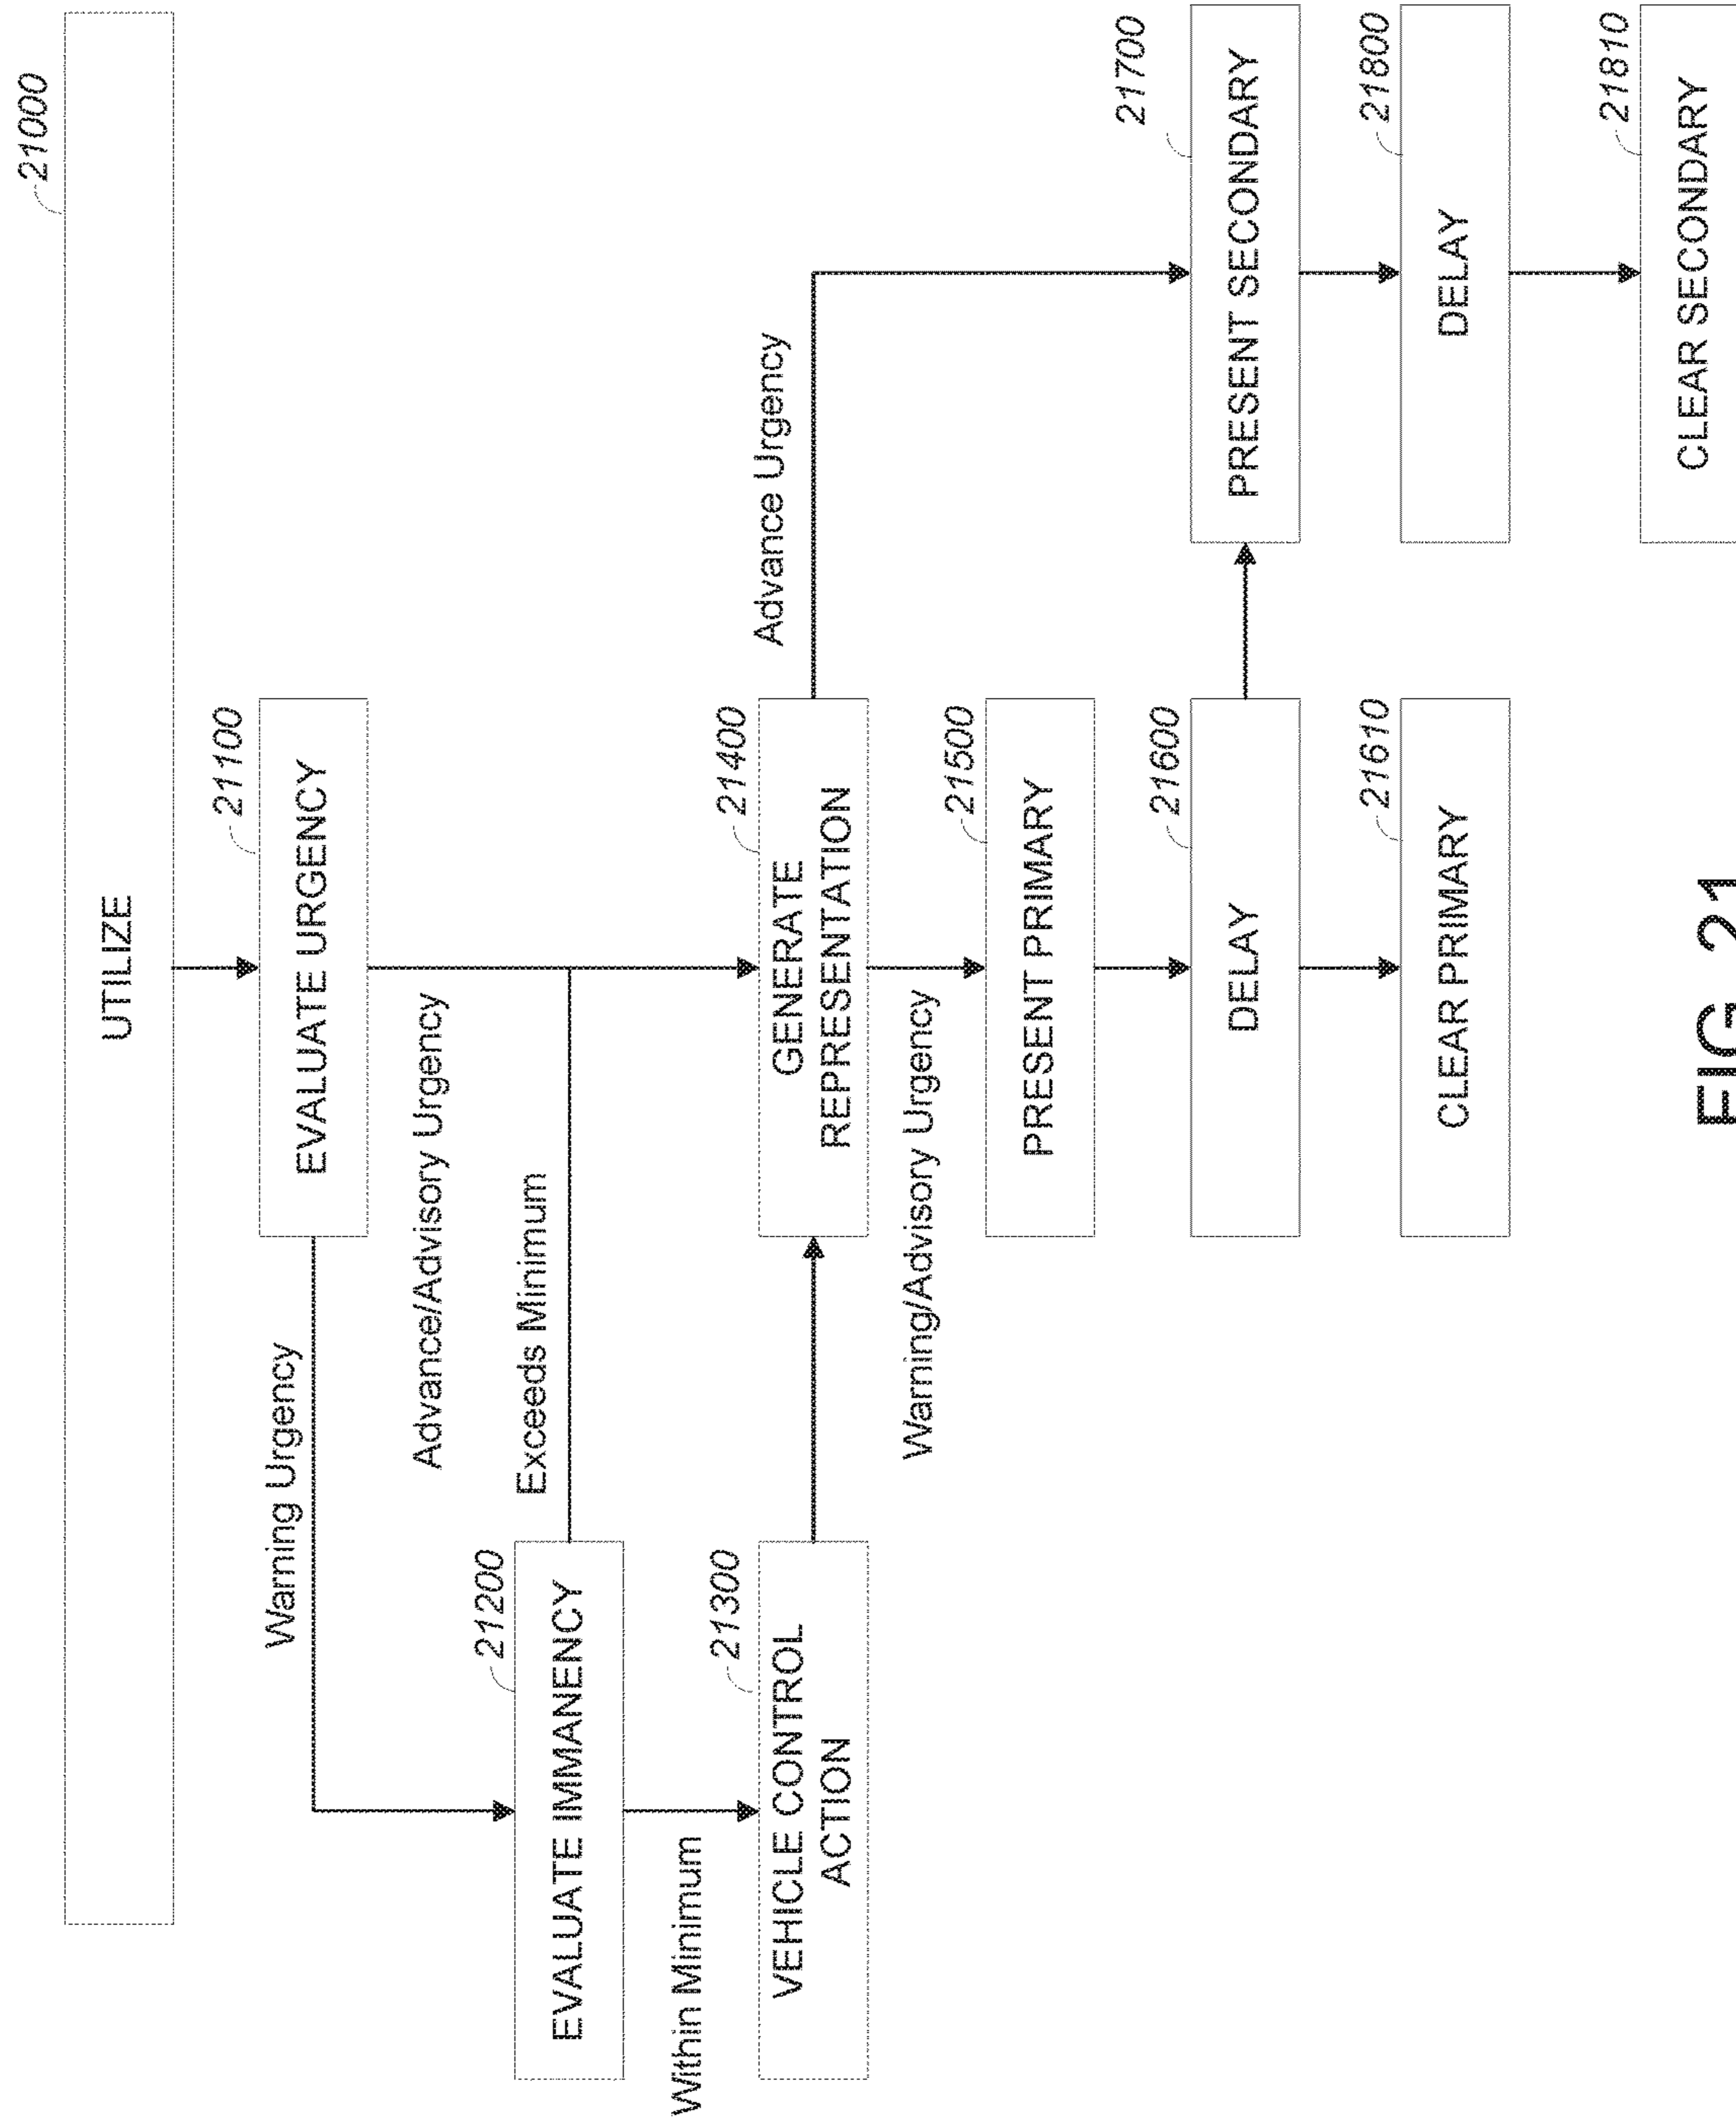 21000
UTILIZE
21100
EVALUATE URGENCY
Warning Urgency
Advance/Advisory Urgency
21200
EVALUATE IMMANENCY
Exceeds Minimum
Within Minimum
21300
VEHICLE CONTROL
ACTION
21400
GENERATE
REPRESENTATION
Advance Urgency
Warning/Advisory Urgency
21500
PRESENT PRIMARY
21600
DELAY
21610
CLEAR PRIMARY
21700
PRESENT SECONDARY
21800
DELAY
21810
CLEAR SECONDARY
FIG. 21